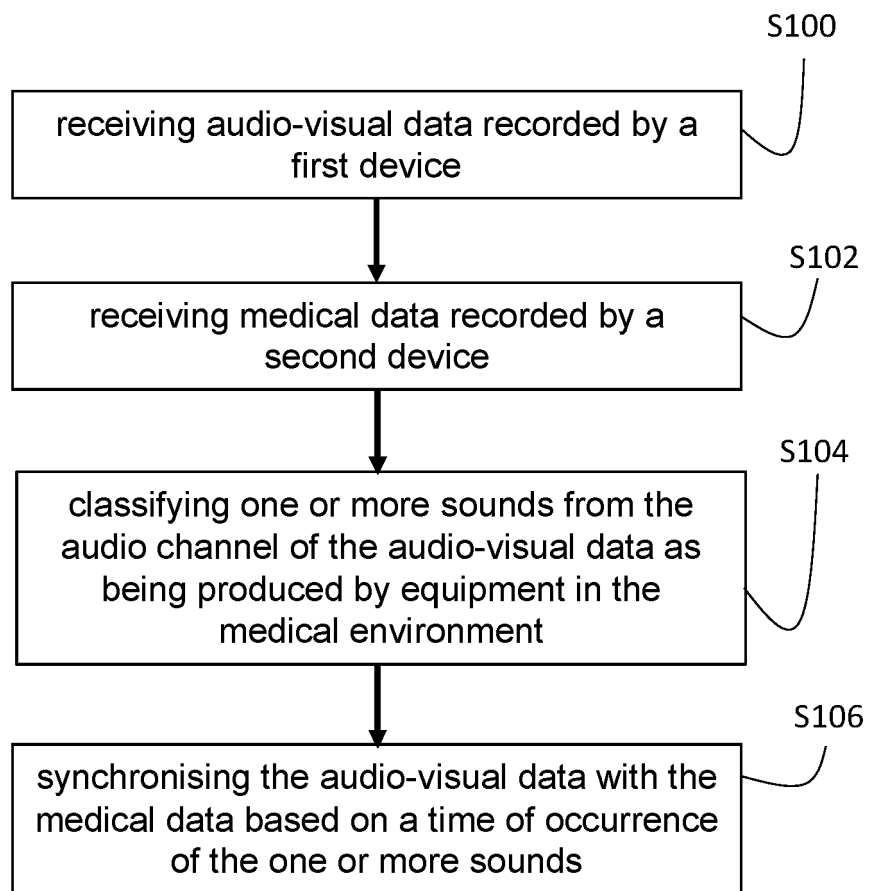 S100
receiving audio-visual data recorded by a
first device
S102
receiving medical data recorded by a
second device
S104
classifying one or more sounds from the
audio channel of the audio-visual data as
being produced by equipment in the
medical environment
S106
synchronising the audio-visual data with the
medical data based on a time of occurrence
of the one or more sounds